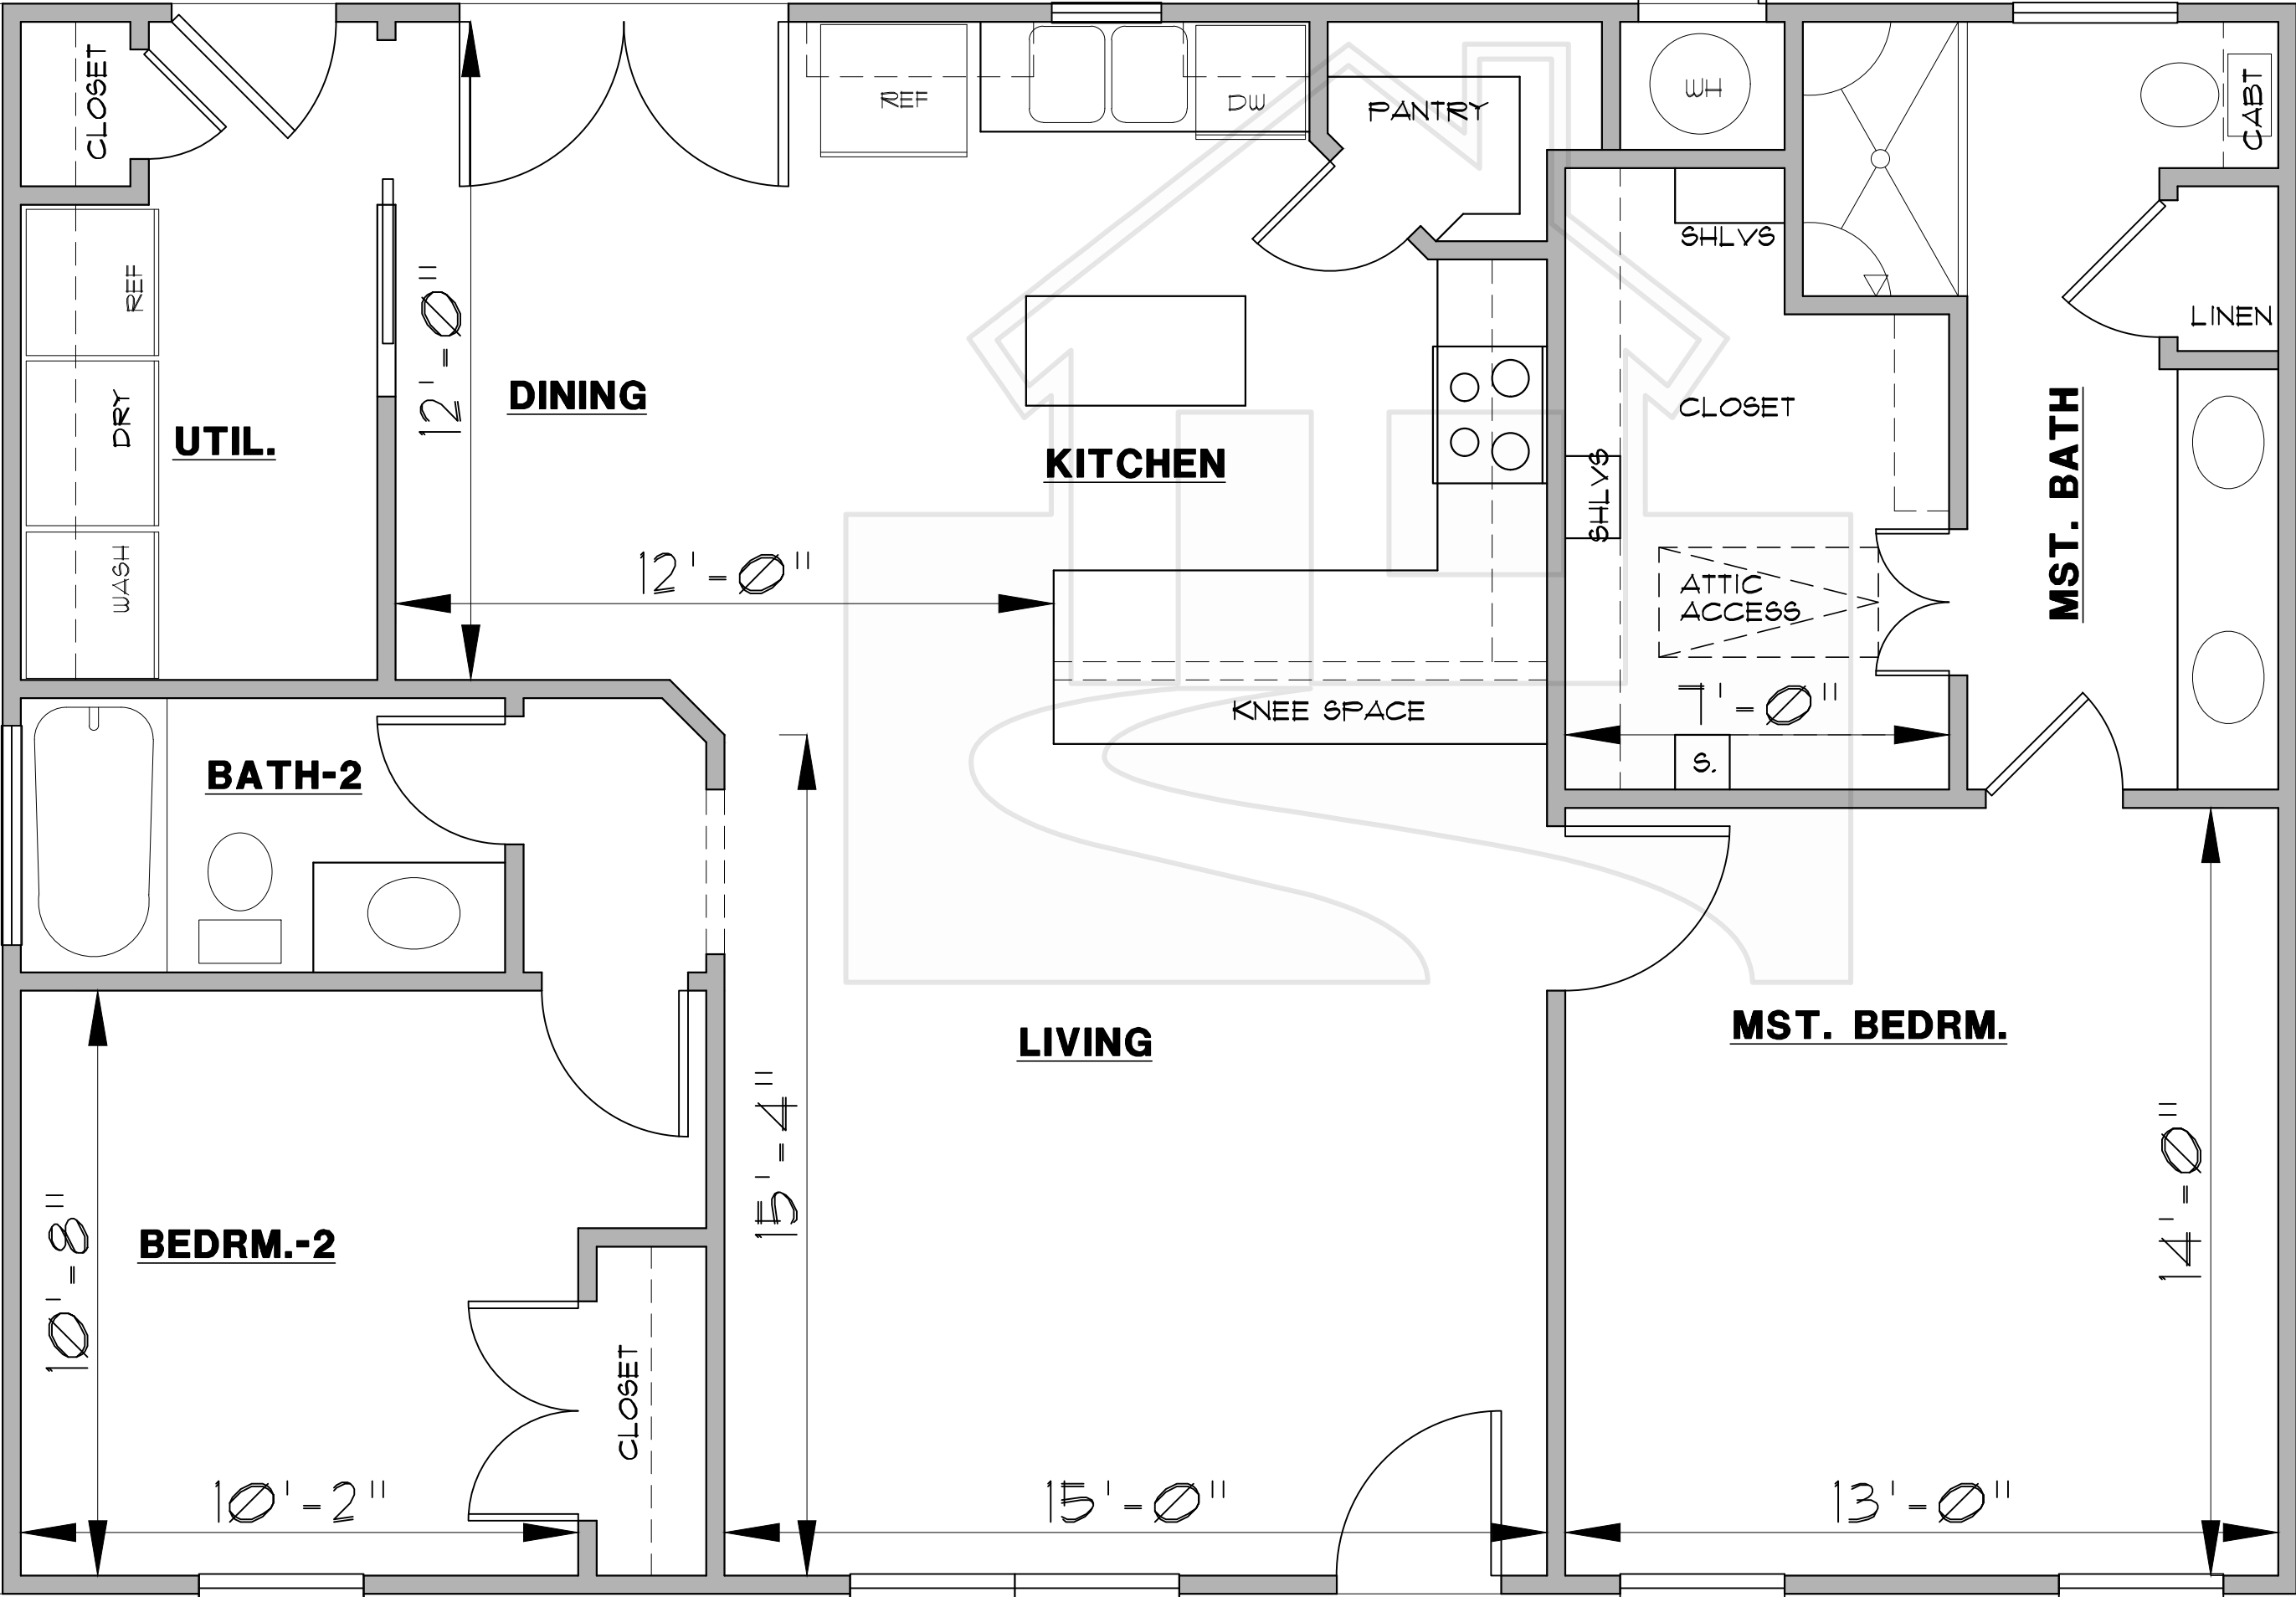 CLOSET
REF
DW
PANTRY
WH
CABT
SHLVS
REF
12'-0"
LINEN
DINING
DRY
UTIL.
KITCHEN
CLOSET
MST. BATH
SHLVS
WASH
12'-0"
ATTIC
ACCESS
7'-0"
KNEE SPACE
BATH-2
S.
LIVING
MST. BEDRM.
15'-4"
14'-0"
10'-8"
BEDRM.-2
CLOSET
10'-2"
15'-0"
13'-0"